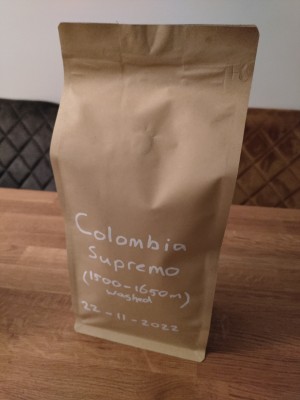 Colombia
Supremo
(1500-1650m)
washed
22-11-2022